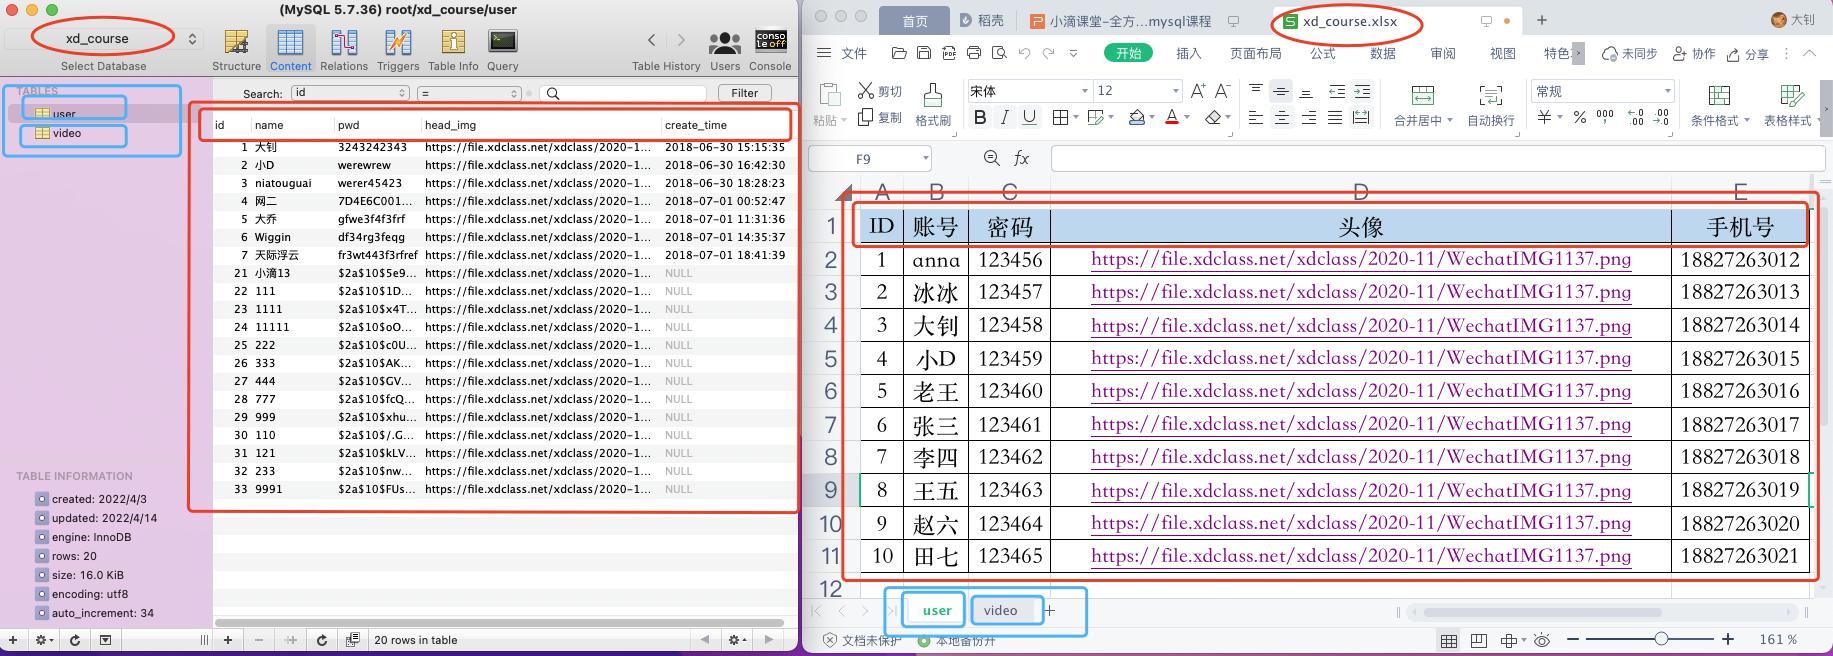 (MySQL 5.7.36) root/xd_course/user
xd_course
Select Database
Structure Content Relations Triggers Table Info Query
Table History Users Console
conso
le off
TABLES
user
video
Search: id = Filter
id name pwd head_img create_time
1 大钊 3243242343 https://file.xdclass.net/xdclass/2020-1... 2018-06-30 15:15:35
2 小D werewrew https://file.xdclass.net/xdclass/2020-1... 2018-06-30 16:42:30
3 niatouguai werer45423 https://file.xdclass.net/xdclass/2020-1... 2018-06-30 18:28:23
4 网二 7D4E6C001... https://file.xdclass.net/xdclass/2020-1... 2018-07-01 00:52:47
5 大乔 gfwe3f4f3frf https://file.xdclass.net/xdclass/2020-1... 2018-07-01 11:31:36
6 Wiggin df34rg3feqg https://file.xdclass.net/xdclass/2020-1... 2018-07-01 14:35:37
7 天际浮云 fr3wt443f3rfref https://file.xdclass.net/xdclass/2020-1... 2018-07-01 18:41:39
21 小滴13 $2a$10$5e9... https://file.xdclass.net/xdclass/2020-1... NULL
22 111 $2a$10$1D... https://file.xdclass.net/xdclass/2020-1... NULL
23 1111 $2a$10$x4T... https://file.xdclass.net/xdclass/2020-1... NULL
24 11111 $2a$10$oO... https://file.xdclass.net/xdclass/2020-1... NULL
25 222 $2a$10$c0U... https://file.xdclass.net/xdclass/2020-1... NULL
26 333 $2a$10$AK... https://file.xdclass.net/xdclass/2020-1... NULL
27 444 $2a$10$GV... https://file.xdclass.net/xdclass/2020-1... NULL
28 777 $2a$10$fcQ... https://file.xdclass.net/xdclass/2020-1... NULL
29 999 $2a$10$xhu... https://file.xdclass.net/xdclass/2020-1... NULL
30 110 $2a$10$/.G... https://file.xdclass.net/xdclass/2020-1... NULL
31 121 $2a$10$kLV... https://file.xdclass.net/xdclass/2020-1... NULL
32 233 $2a$10$nw... https://file.xdclass.net/xdclass/2020-1... NULL
33 9991 $2a$10$FUs... https://file.xdclass.net/xdclass/2020-1... NULL
TABLE INFORMATION
created: 2022/4/3
updated: 2022/4/14
engine: InnoDB
rows: 20
size: 16.0 KiB
encoding: utf8
auto_increment: 34
20 rows in table
首页 稻壳 小滴课堂-全方...mysql课程 xd_course.xlsx + 大钊
文件 开始 插入 页面布局 公式 数据 审阅 视图 特色 未同步 协作 分享
粘贴 剪切 复制 格式刷 宋体 12 合并居中 自动换行 常规 条件格式 表格样式
B I U A
¥ % 000
F9 fx
A B C D E
1 ID 账号 密码 头像 手机号
2 1 anna 123456 https://file.xdclass.net/xdclass/2020-11/WechatIMG1137.png 18827263012
3 2 冰冰 123457 https://file.xdclass.net/xdclass/2020-11/WechatIMG1137.png 18827263013
4 3 大钊 123458 https://file.xdclass.net/xdclass/2020-11/WechatIMG1137.png 18827263014
5 4 小D 123459 https://file.xdclass.net/xdclass/2020-11/WechatIMG1137.png 18827263015
6 5 老王 123460 https://file.xdclass.net/xdclass/2020-11/WechatIMG1137.png 18827263016
7 6 张三 123461 https://file.xdclass.net/xdclass/2020-11/WechatIMG1137.png 18827263017
8 7 李四 123462 https://file.xdclass.net/xdclass/2020-11/WechatIMG1137.png 18827263018
9 8 王五 123463 https://file.xdclass.net/xdclass/2020-11/WechatIMG1137.png 18827263019
10 9 赵六 123464 https://file.xdclass.net/xdclass/2020-11/WechatIMG1137.png 18827263020
11 10 田七 123465 https://file.xdclass.net/xdclass/2020-11/WechatIMG1137.png 18827263021
12
user video +
文档未保护 本地备份开 161 %